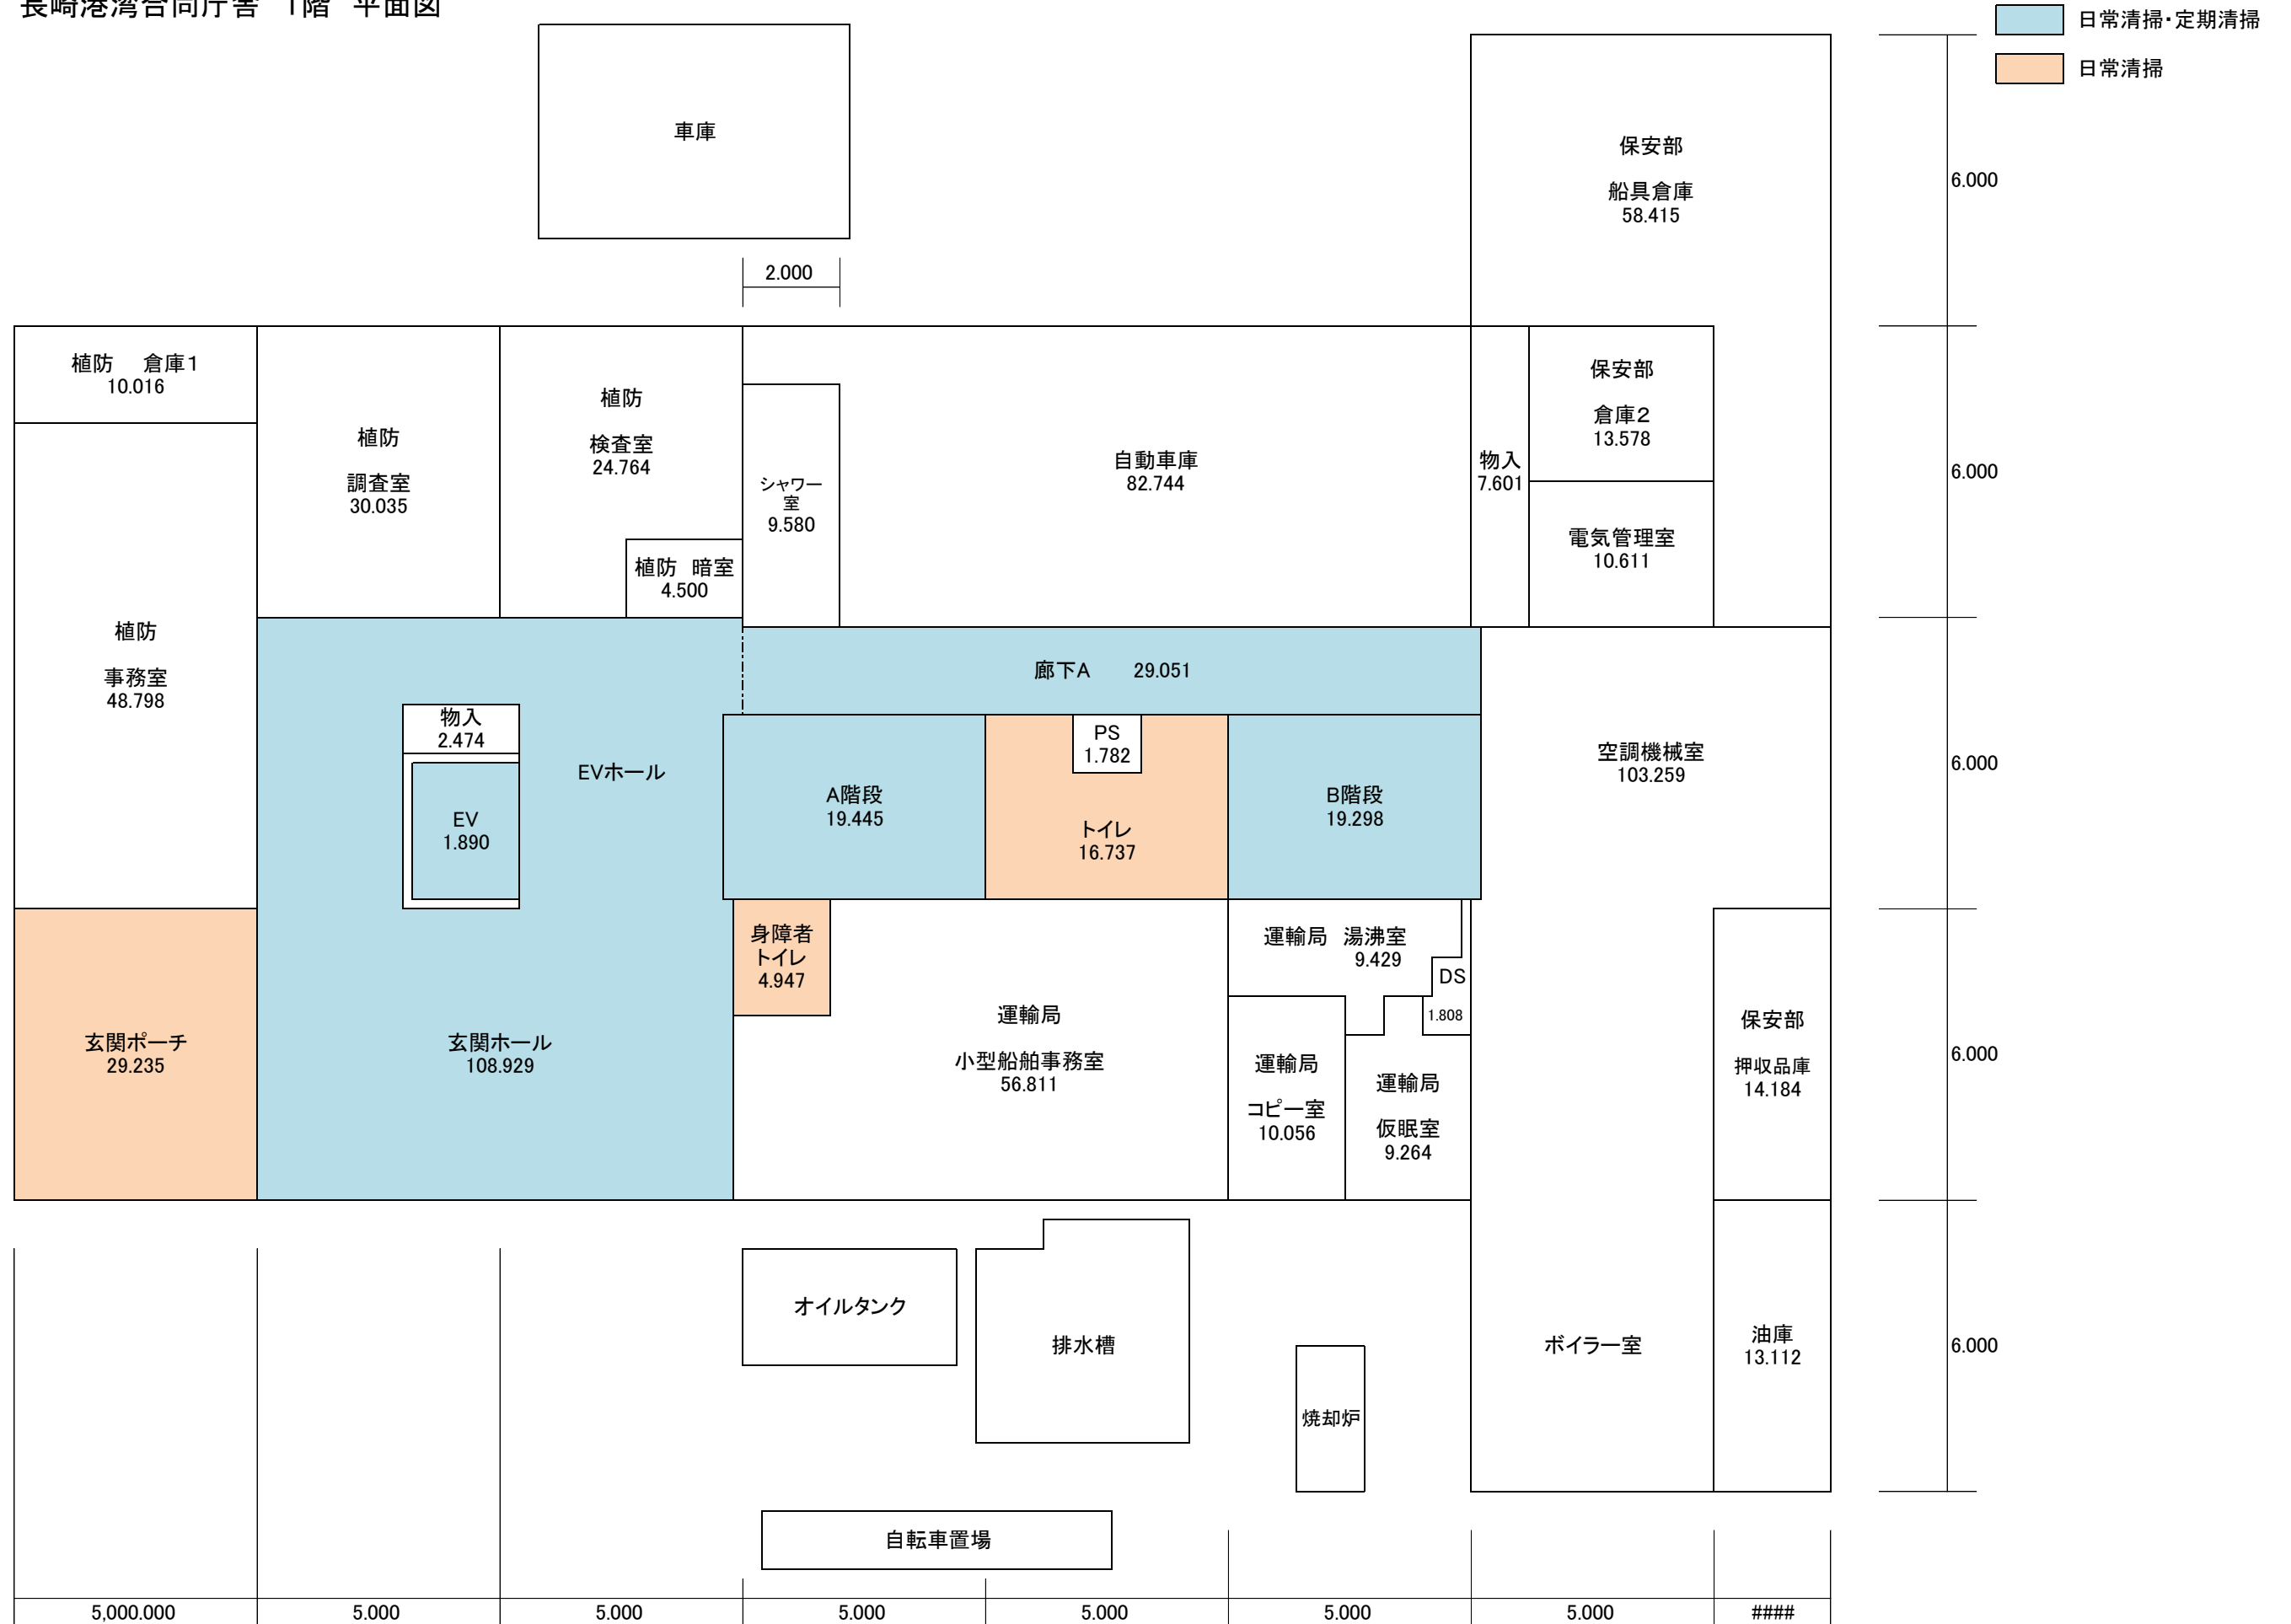 長崎港湾合同庁舎 1階 平面図
日常清掃・定期清掃
日常清掃
車庫
保安部
船具倉庫
58.415
6.000
2.000
植防 倉庫1
10.016
植防
調査室
30.035
植防
検査室
24.764
植防 暗室
4.500
シャワー
室
9.580
自動車庫
82.744
物入
7.601
保安部
倉庫2
13.578
電気管理室
10.611
6.000
植防
事務室
48.798
廊下A 29.051
物入
2.474
EV
1.890
EVホール
A階段
19.445
PS
1.782
トイレ
16.737
B階段
19.298
空調機械室
103.259
6.000
玄関ポーチ
29.235
玄関ホール
108.929
身障者
トイレ
4.947
運輸局
小型船舶事務室
56.811
運輸局 湯沸室
9.429
DS
1.808
運輸局
コピー室
10.056
運輸局
仮眠室
9.264
保安部
押収品庫
14.184
6.000
オイルタンク
排水槽
焼却炉
ボイラー室
油庫
13.112
6.000
自転車置場
5,000.000
5.000
5.000
5.000
5.000
5.000
5.000
####